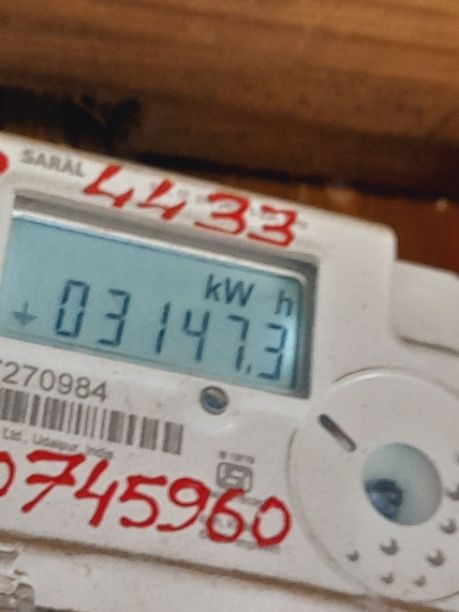 SARAL
4433
kW h
03147.3
270984
Ltd., Udaipur, India
0745960